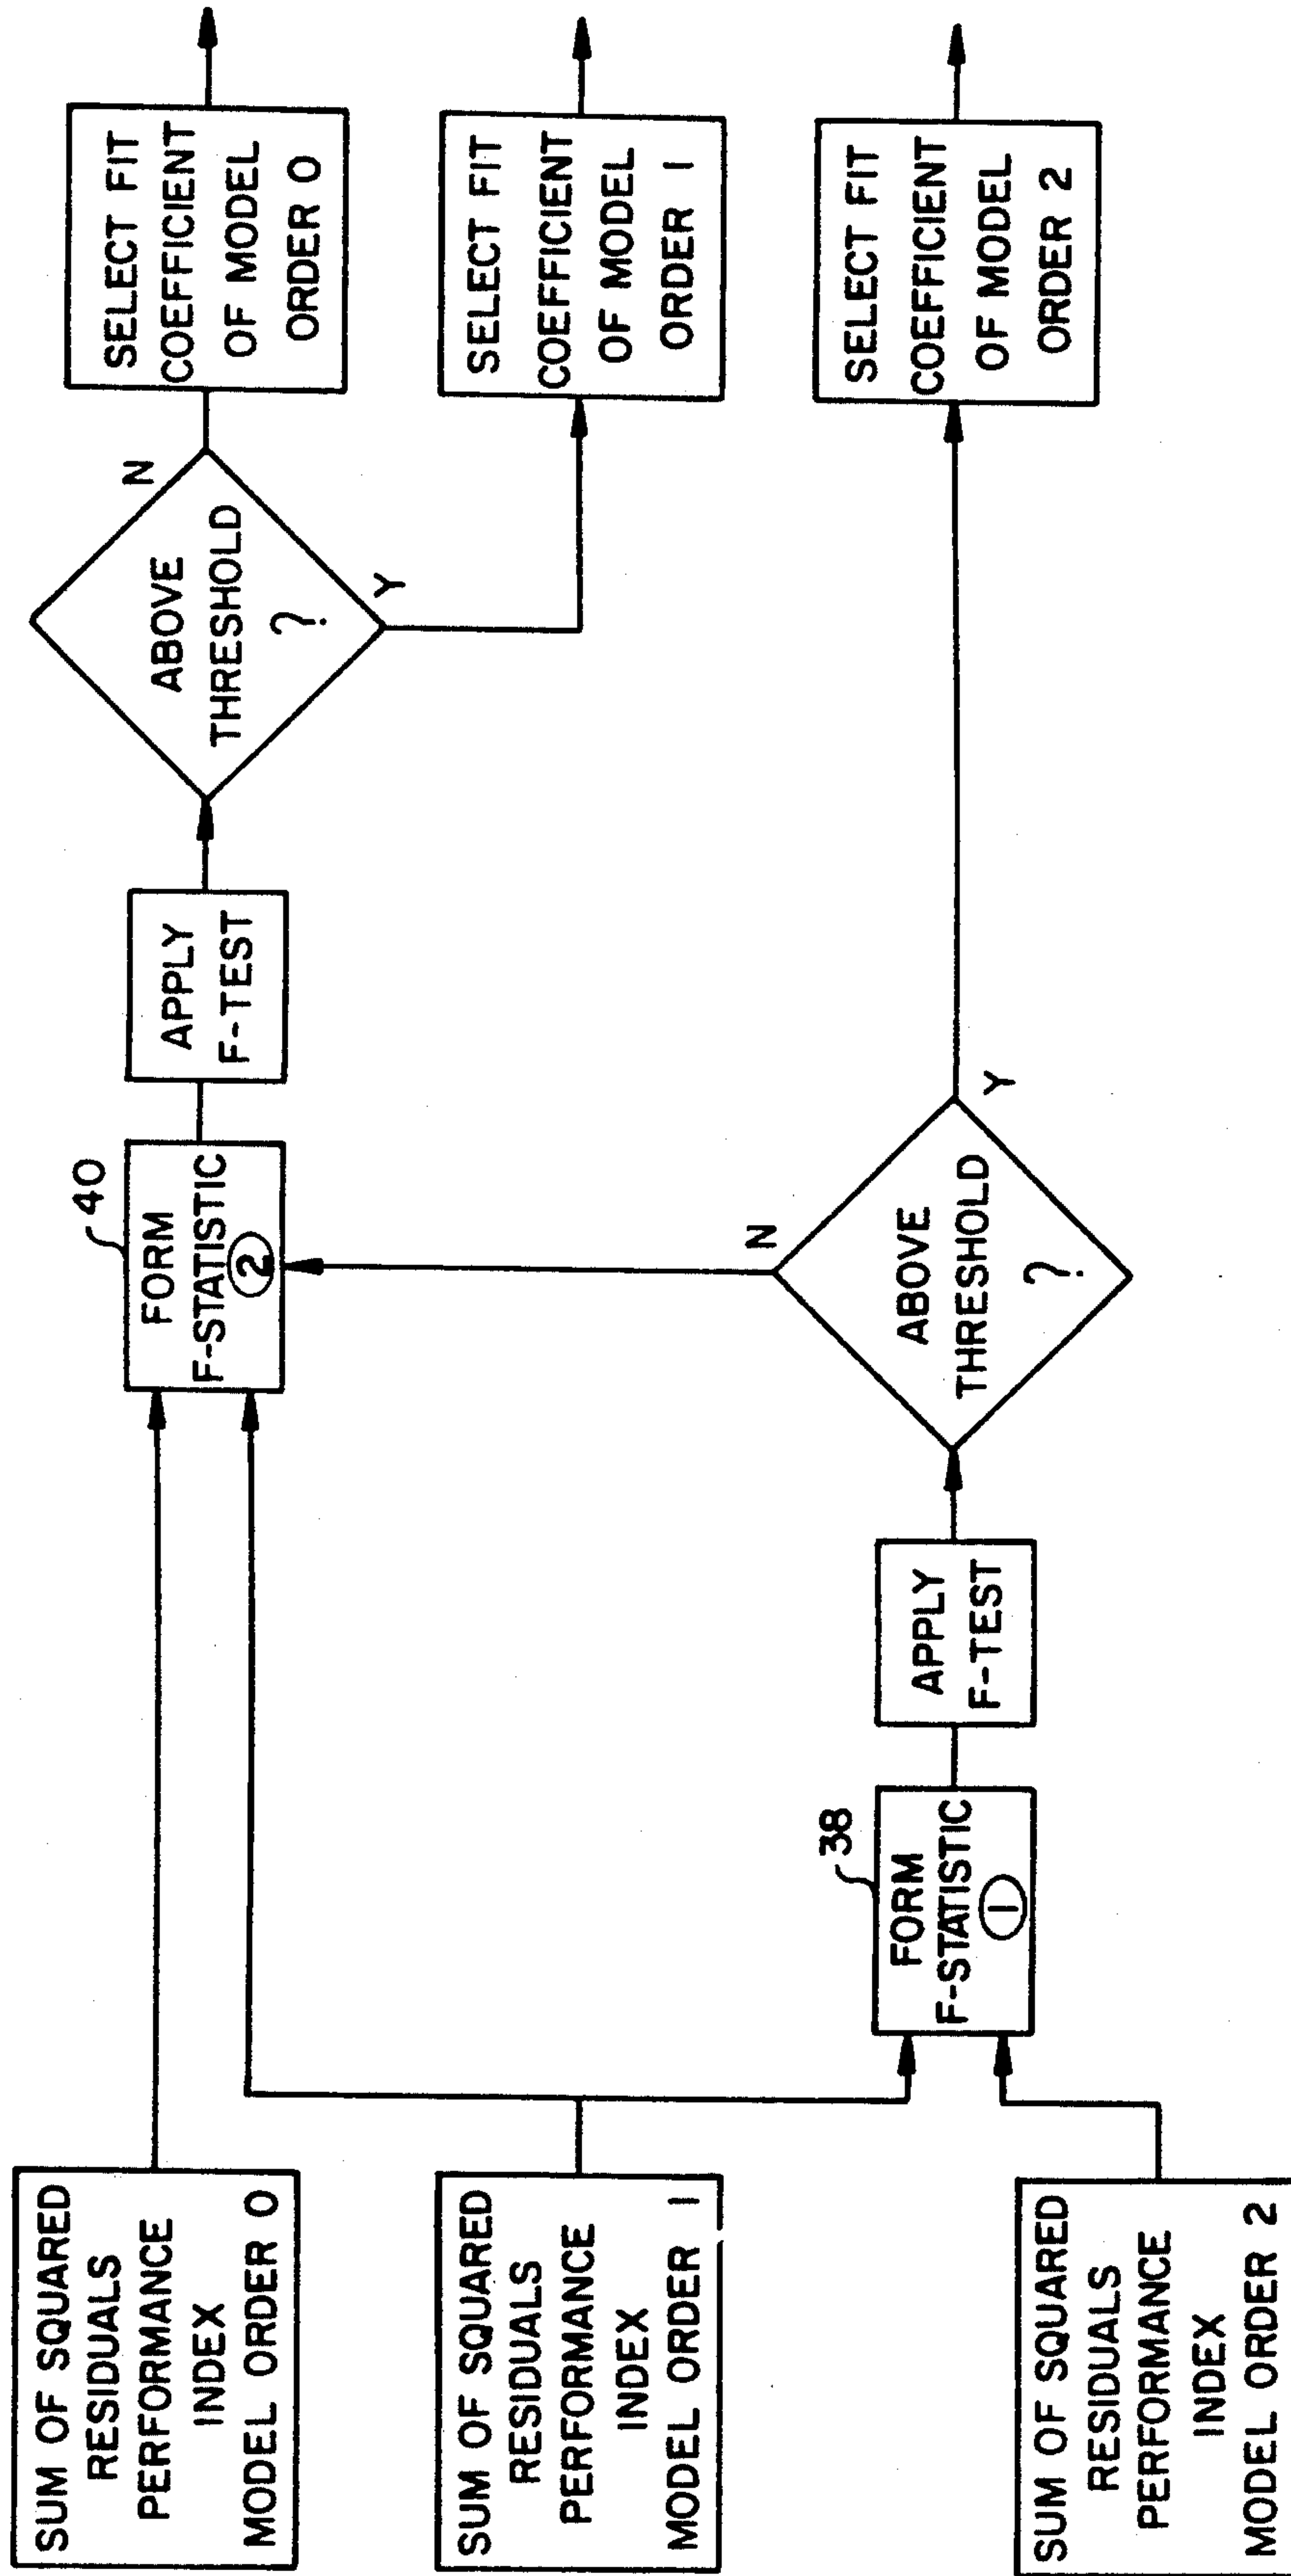 SUM OF SQUARED
RESIDUALS
PERFORMANCE
INDEX
MODEL ORDER 0
SUM OF SQUARED
RESIDUALS
PERFORMANCE
INDEX
MODEL ORDER 1
SUM OF SQUARED
RESIDUALS
PERFORMANCE
INDEX
MODEL ORDER 2
38
FORM
F-STATISTIC
1
APPLY
F-TEST
ABOVE
THRESHOLD
?
N
Y
40
FORM
F-STATISTIC
2
APPLY
F-TEST
ABOVE
THRESHOLD
?
N
Y
SELECT FIT
COEFFICIENT
OF MODEL
ORDER 0
SELECT FIT
COEFFICIENT
OF MODEL
ORDER 1
SELECT FIT
COEFFICIENT
OF MODEL
ORDER 2